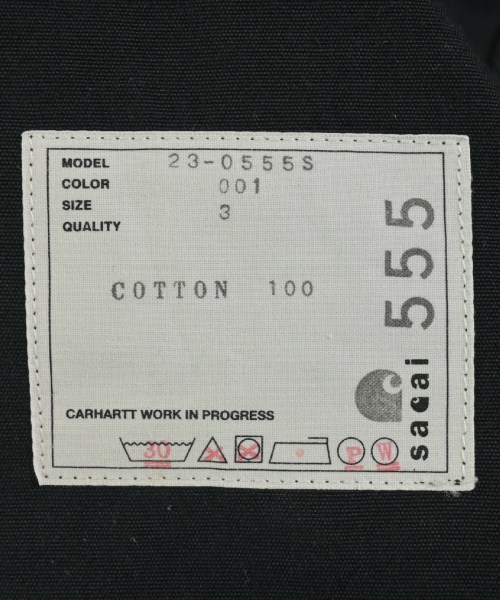 MODEL 23-0555S
COLOR 001
SIZE 3
QUALITY
COTTON 100
CARHARTT WORK IN PROGRESS
30
P
W
sacai
555